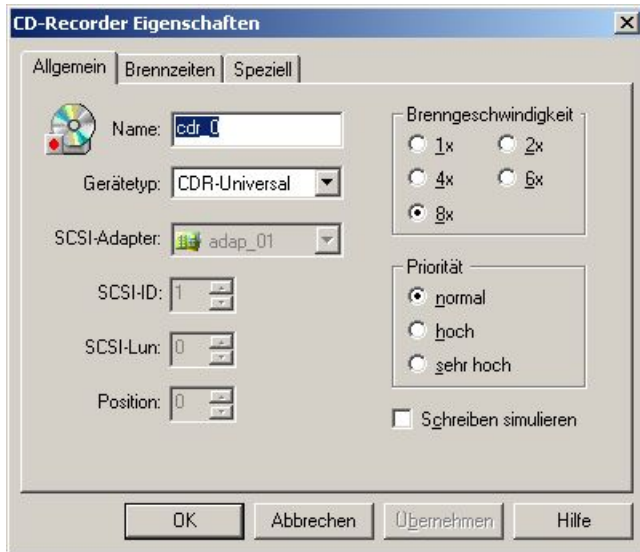 CD-Recorder Eigenschaften
Allgemein
Brennzeiten
Speziell
Name: cdr_0
Gerätetyp: CDR-Universal
SCSI-Adapter: adap_01
SCSI-ID: 1
SCSI-Lun: 0
Position: 0
Brenngeschwindigkeit
1x 2x
4x 6x
8x
Priorität
normal
hoch
sehr hoch
Schreiben simulieren
OK
Abbrechen
Übernehmen
Hilfe